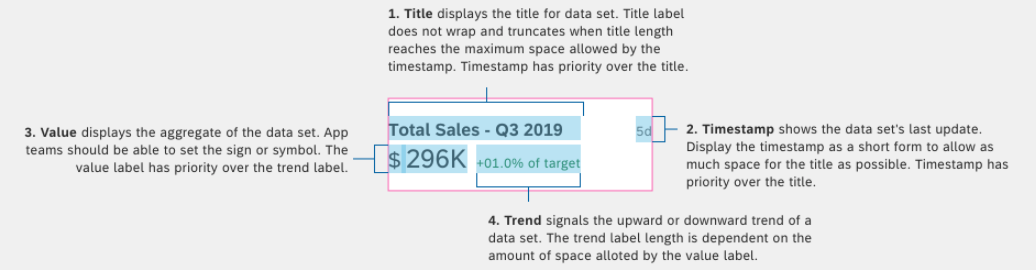 1. Title displays the title for data set. Title label
does not wrap and truncates when title length
reaches the maximum space allowed by the
timestamp. Timestamp has priority over the title.
3. Value displays the aggregate of the data set. App
teams should be able to set the sign or symbol. The
value label has priority over the trend label.
Total Sales - Q3 2019
5d
$ 296K +01.0% of target
2. Timestamp shows the data set's last update.
Display the timestamp as a short form to allow as
much space for the title as possible. Timestamp has
priority over the title.
4. Trend signals the upward or downward trend of a
data set. The trend label length is dependent on the
amount of space alloted by the value label.